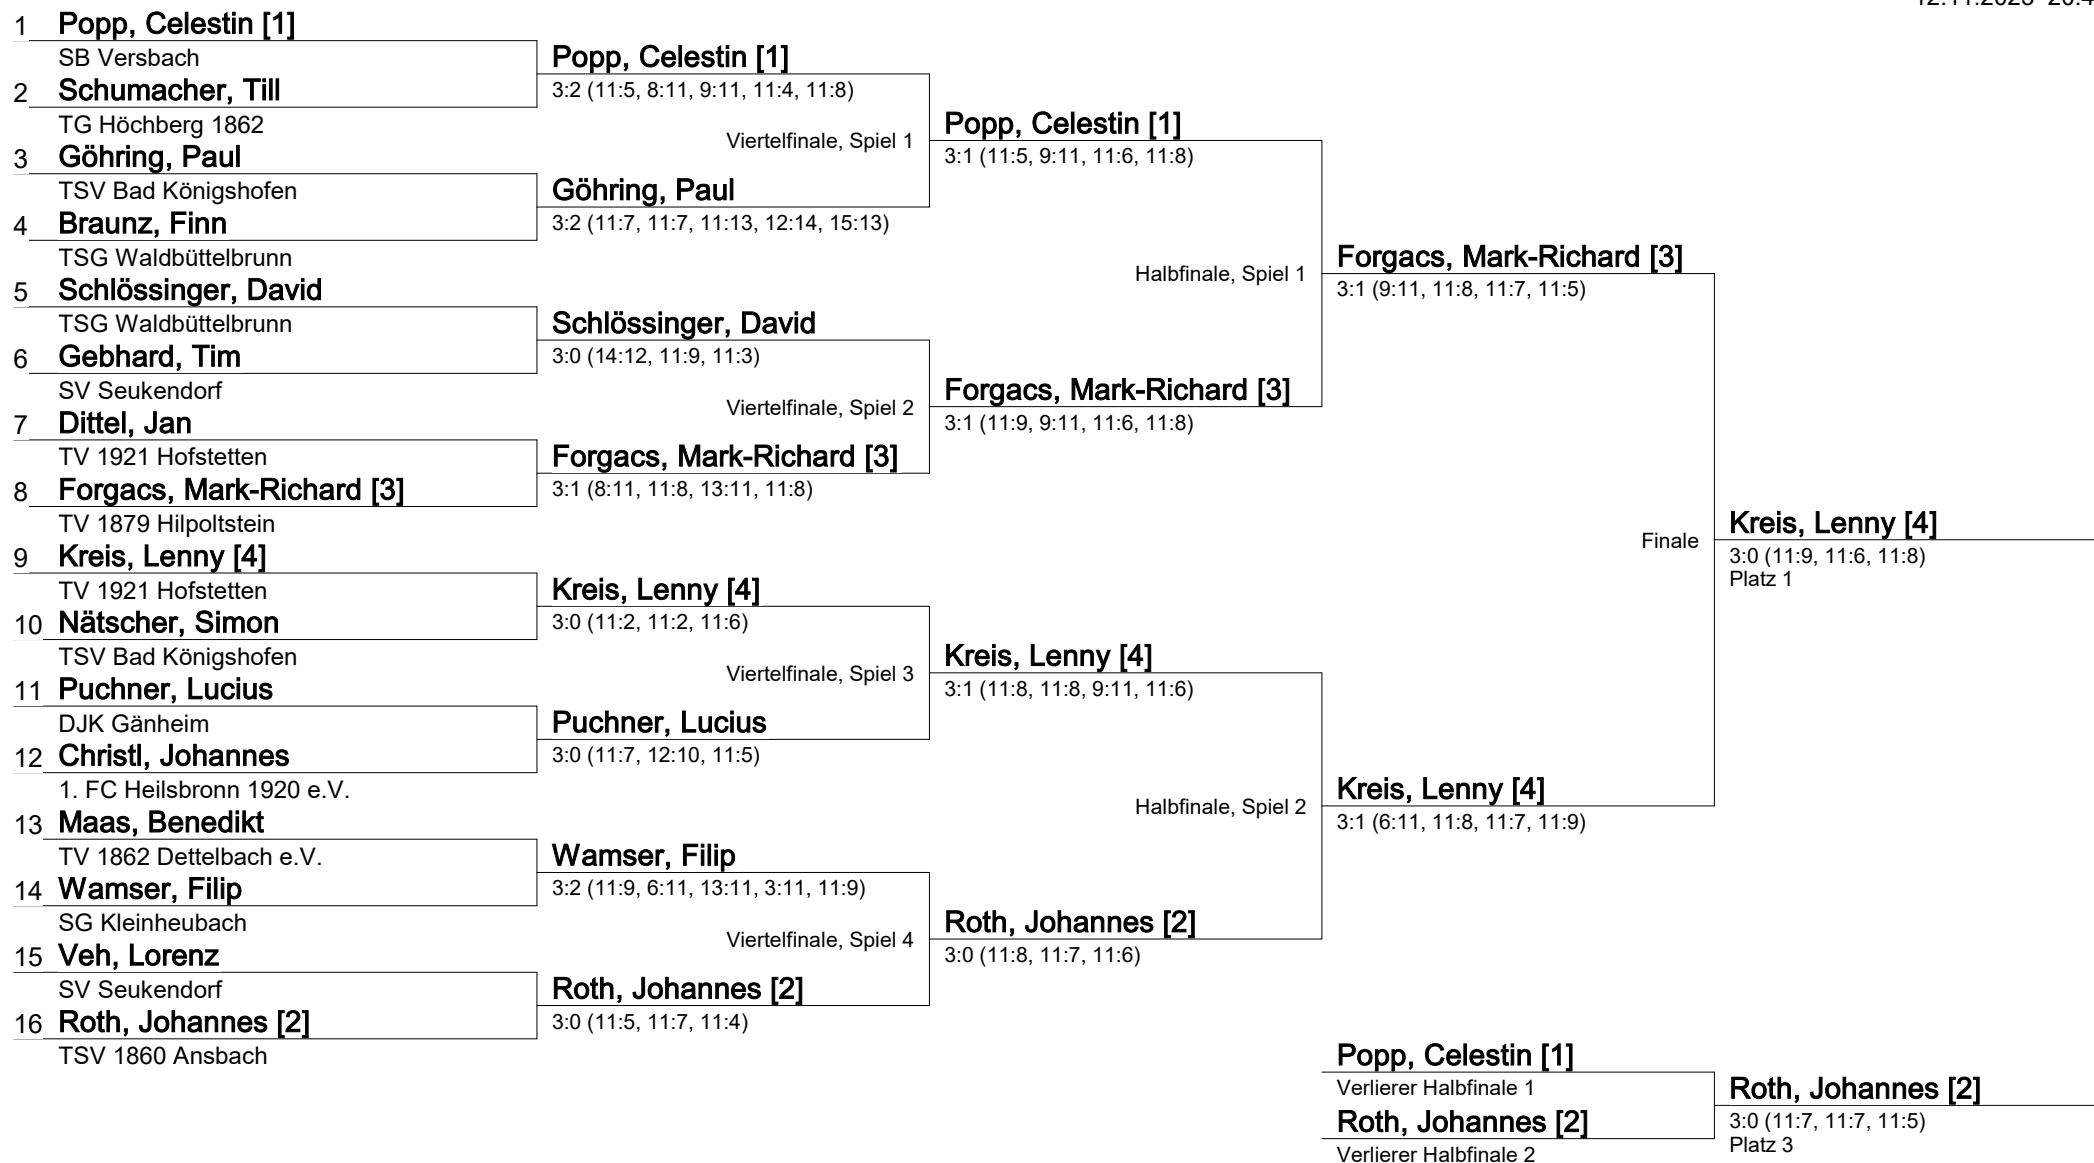 1 Popp, Celestin [1]
SB Versbach
2 Schumacher, Till
TG Höchberg 1862
3 Göhring, Paul
TSV Bad Königshofen
4 Braunz, Finn
TSG Waldbüttelbrunn
5 Schlössinger, David
TSG Waldbüttelbrunn
6 Gebhard, Tim
SV Seukendorf
7 Dittel, Jan
TV 1921 Hofstetten
8 Forgacs, Mark-Richard [3]
TV 1879 Hilpoltstein
9 Kreis, Lenny [4]
TV 1921 Hofstetten
10 Nätscher, Simon
TSV Bad Königshofen
11 Puchner, Lucius
DJK Gänheim
12 Christl, Johannes
1. FC Heilsbronn 1920 e.V.
13 Maas, Benedikt
TV 1862 Dettelbach e.V.
14 Wamser, Filip
SG Kleinheubach
15 Veh, Lorenz
SV Seukendorf
16 Roth, Johannes [2]
TSV 1860 Ansbach
Popp, Celestin [1]
3:2 (11:5, 8:11, 9:11, 11:4, 11:8)
Viertelfinale, Spiel 1
Göhring, Paul
3:2 (11:7, 11:7, 11:13, 12:14, 15:13)
Schlössinger, David
3:0 (14:12, 11:9, 11:3)
Viertelfinale, Spiel 2
Forgacs, Mark-Richard [3]
3:1 (8:11, 11:8, 13:11, 11:8)
Kreis, Lenny [4]
3:0 (11:2, 11:2, 11:6)
Viertelfinale, Spiel 3
Puchner, Lucius
3:0 (11:7, 12:10, 11:5)
Wamser, Filip
3:2 (11:9, 6:11, 13:11, 3:11, 11:9)
Viertelfinale, Spiel 4
Roth, Johannes [2]
3:0 (11:5, 11:7, 11:4)
Popp, Celestin [1]
3:1 (11:5, 9:11, 11:6, 11:8)
Halbfinale, Spiel 1
Forgacs, Mark-Richard [3]
3:1 (11:9, 9:11, 11:6, 11:8)
Kreis, Lenny [4]
3:1 (11:8, 11:8, 9:11, 11:6)
Halbfinale, Spiel 2
Roth, Johannes [2]
3:0 (11:8, 11:7, 11:6)
Forgacs, Mark-Richard [3]
3:1 (9:11, 11:8, 11:7, 11:5)
Finale
Kreis, Lenny [4]
3:1 (6:11, 11:8, 11:7, 11:9)
Kreis, Lenny [4]
3:0 (11:9, 11:6, 11:8)
Platz 1
Popp, Celestin [1]
Verlierer Halbfinale 1
Roth, Johannes [2]
Verlierer Halbfinale 2
Roth, Johannes [2]
3:0 (11:7, 11:7, 11:5)
Platz 3